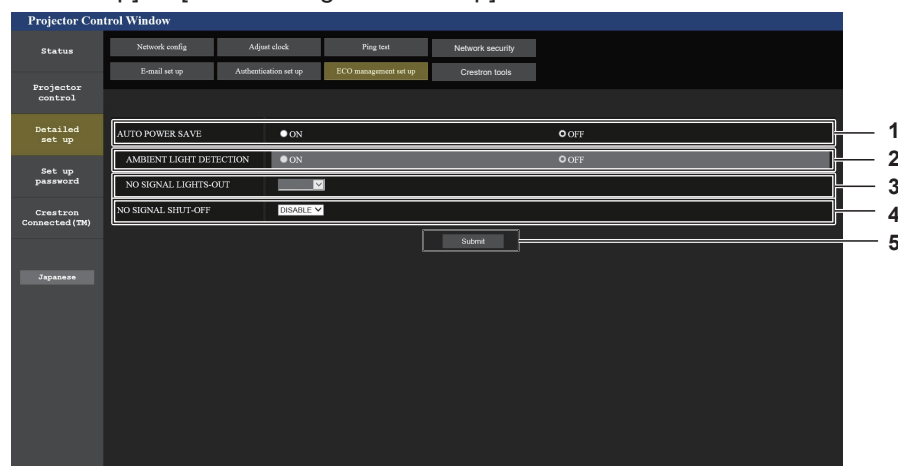 Projector Control Window
Status
Network config
Adjust clock
Ping test
Network security
E-mail set up
Authentication set up
ECO management set up
Crestron tools
Projector
control
Detailed
set up
Set up
password
Crestron
Connected(TM)
Japanese
AUTO POWER SAVE ON OFF 1
AMBIENT LIGHT DETECTION ON OFF 2
NO SIGNAL LIGHTS-OUT 3
NO SIGNAL SHUT-OFF DISABLE 4
Submit 5